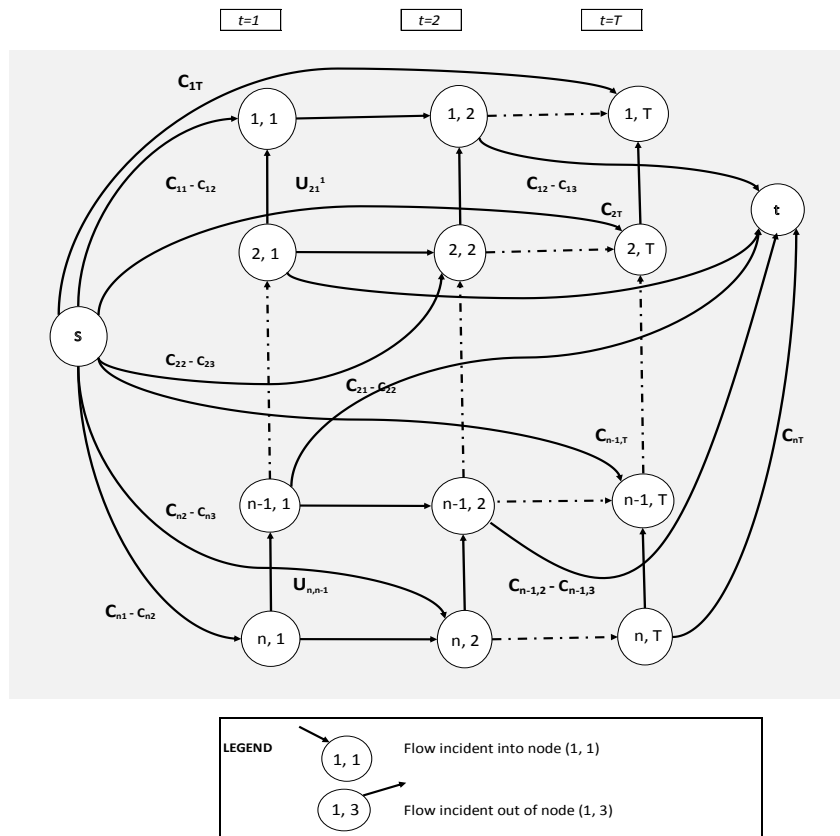 t=1 t=2 t=T
C1T
1, 1 1, 2 1, T
C11 - c12 U21¹ C12 - c13
C2T t
2, 1 2, 2 2, T
S
C22 - c23
C21 - c22
Cn-1,T CnT
n-1, 1 n-1, 2 n-1, T
Cn2 - cn3
Un,n-1 Cn-1,2 - Cn-1,3
Cn1 - cn2
n, 1 n, 2 n, T
LEGEND
1, 1 Flow incident into node (1, 1)
1, 3 Flow incident out of node (1, 3)